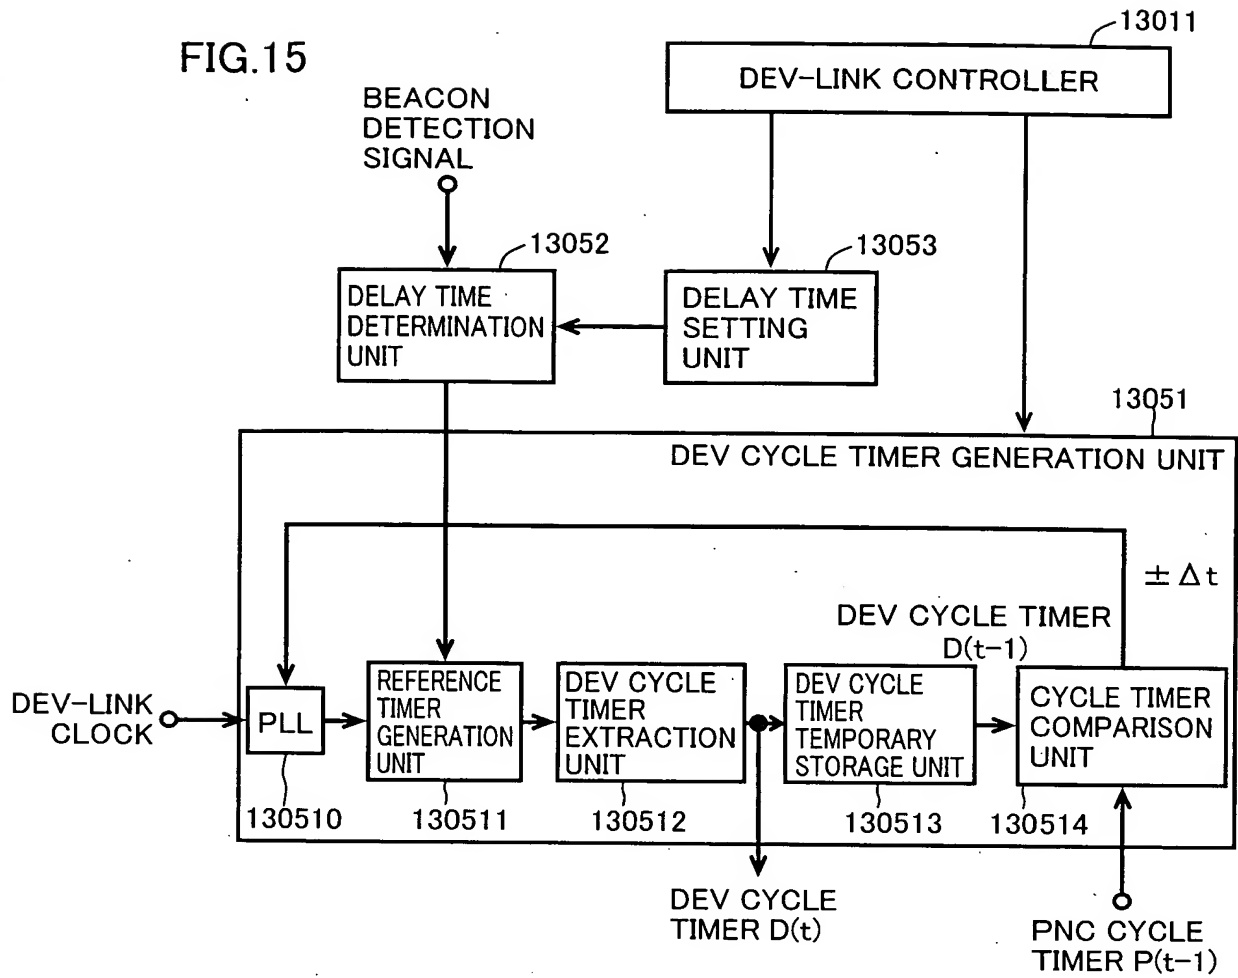 FIG.15
13011
DEV-LINK CONTROLLER
BEACON
DETECTION
SIGNAL
13052
13053
DELAY TIME
DETERMINATION
UNIT
DELAY TIME
SETTING
UNIT
13051
DEV CYCLE TIMER GENERATION UNIT
± Δt
DEV CYCLE TIMER
D(t-1)
DEV-LINK
CLOCK
PLL
REFERENCE
TIMER
GENERATION
UNIT
DEV CYCLE
TIMER
EXTRACTION
UNIT
DEV CYCLE
TIMER
TEMPORARY
STORAGE UNIT
CYCLE TIMER
COMPARISON
UNIT
130510
130511
130512
130513
130514
DEV CYCLE
TIMER D(t)
PNC CYCLE
TIMER P(t-1)